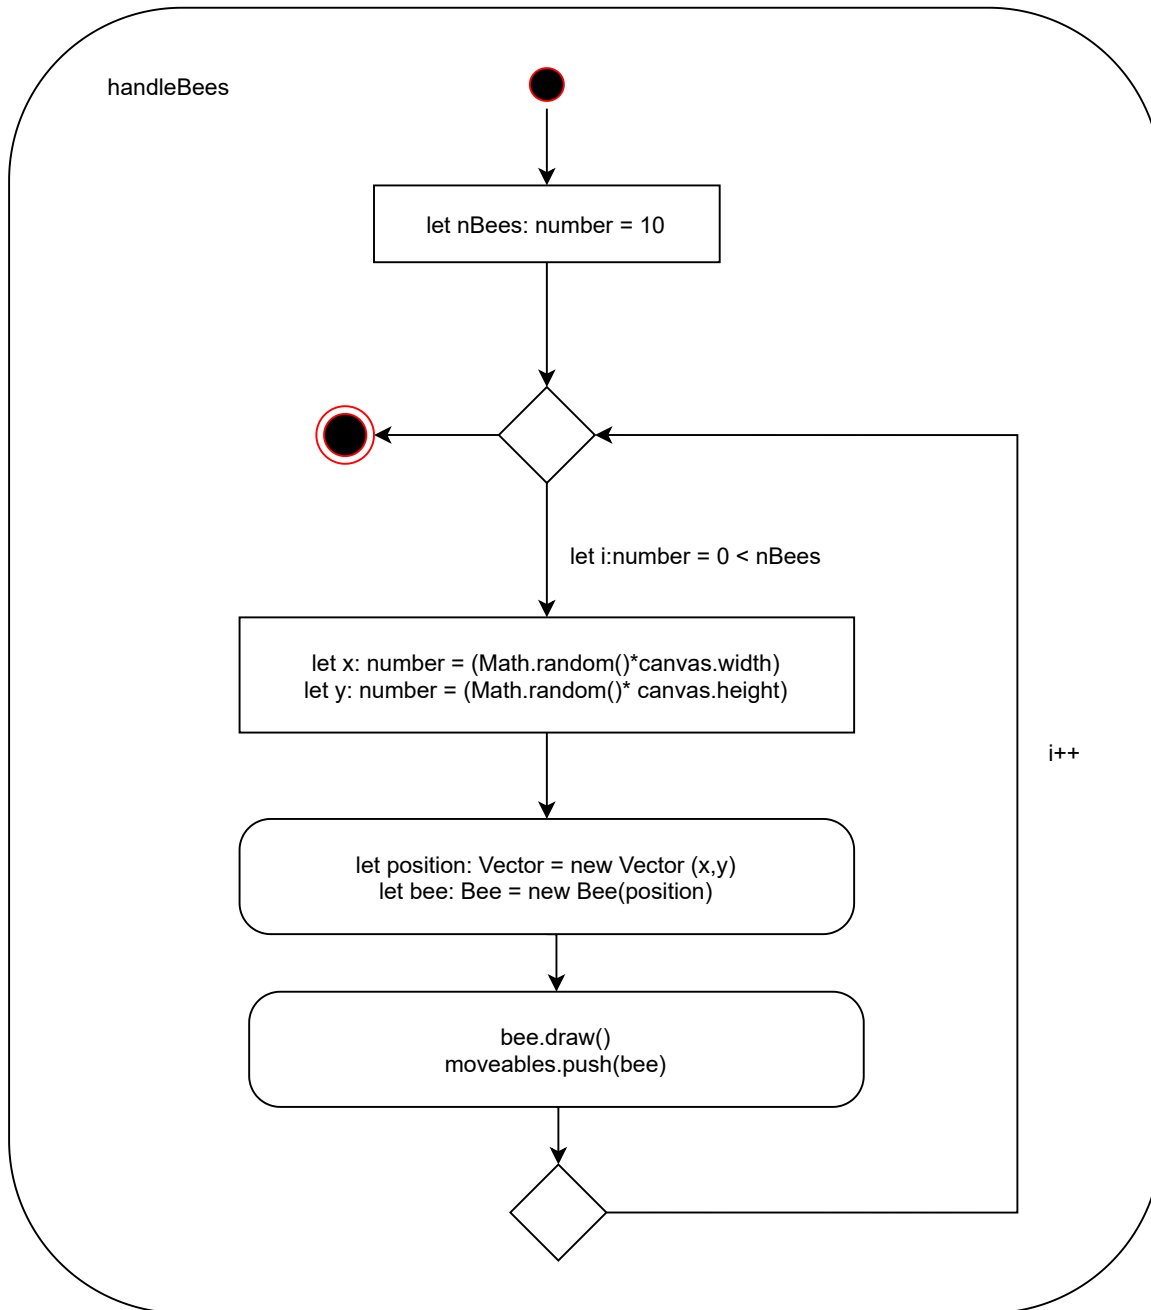 handleBees
let nBees: number = 10
let i:number = 0 < nBees
let x: number = (Math.random()*canvas.width)
let y: number = (Math.random()* canvas.height)
i++
let position: Vector = new Vector (x,y)
let bee: Bee = new Bee(position)
bee.draw()
moveables.push(bee)